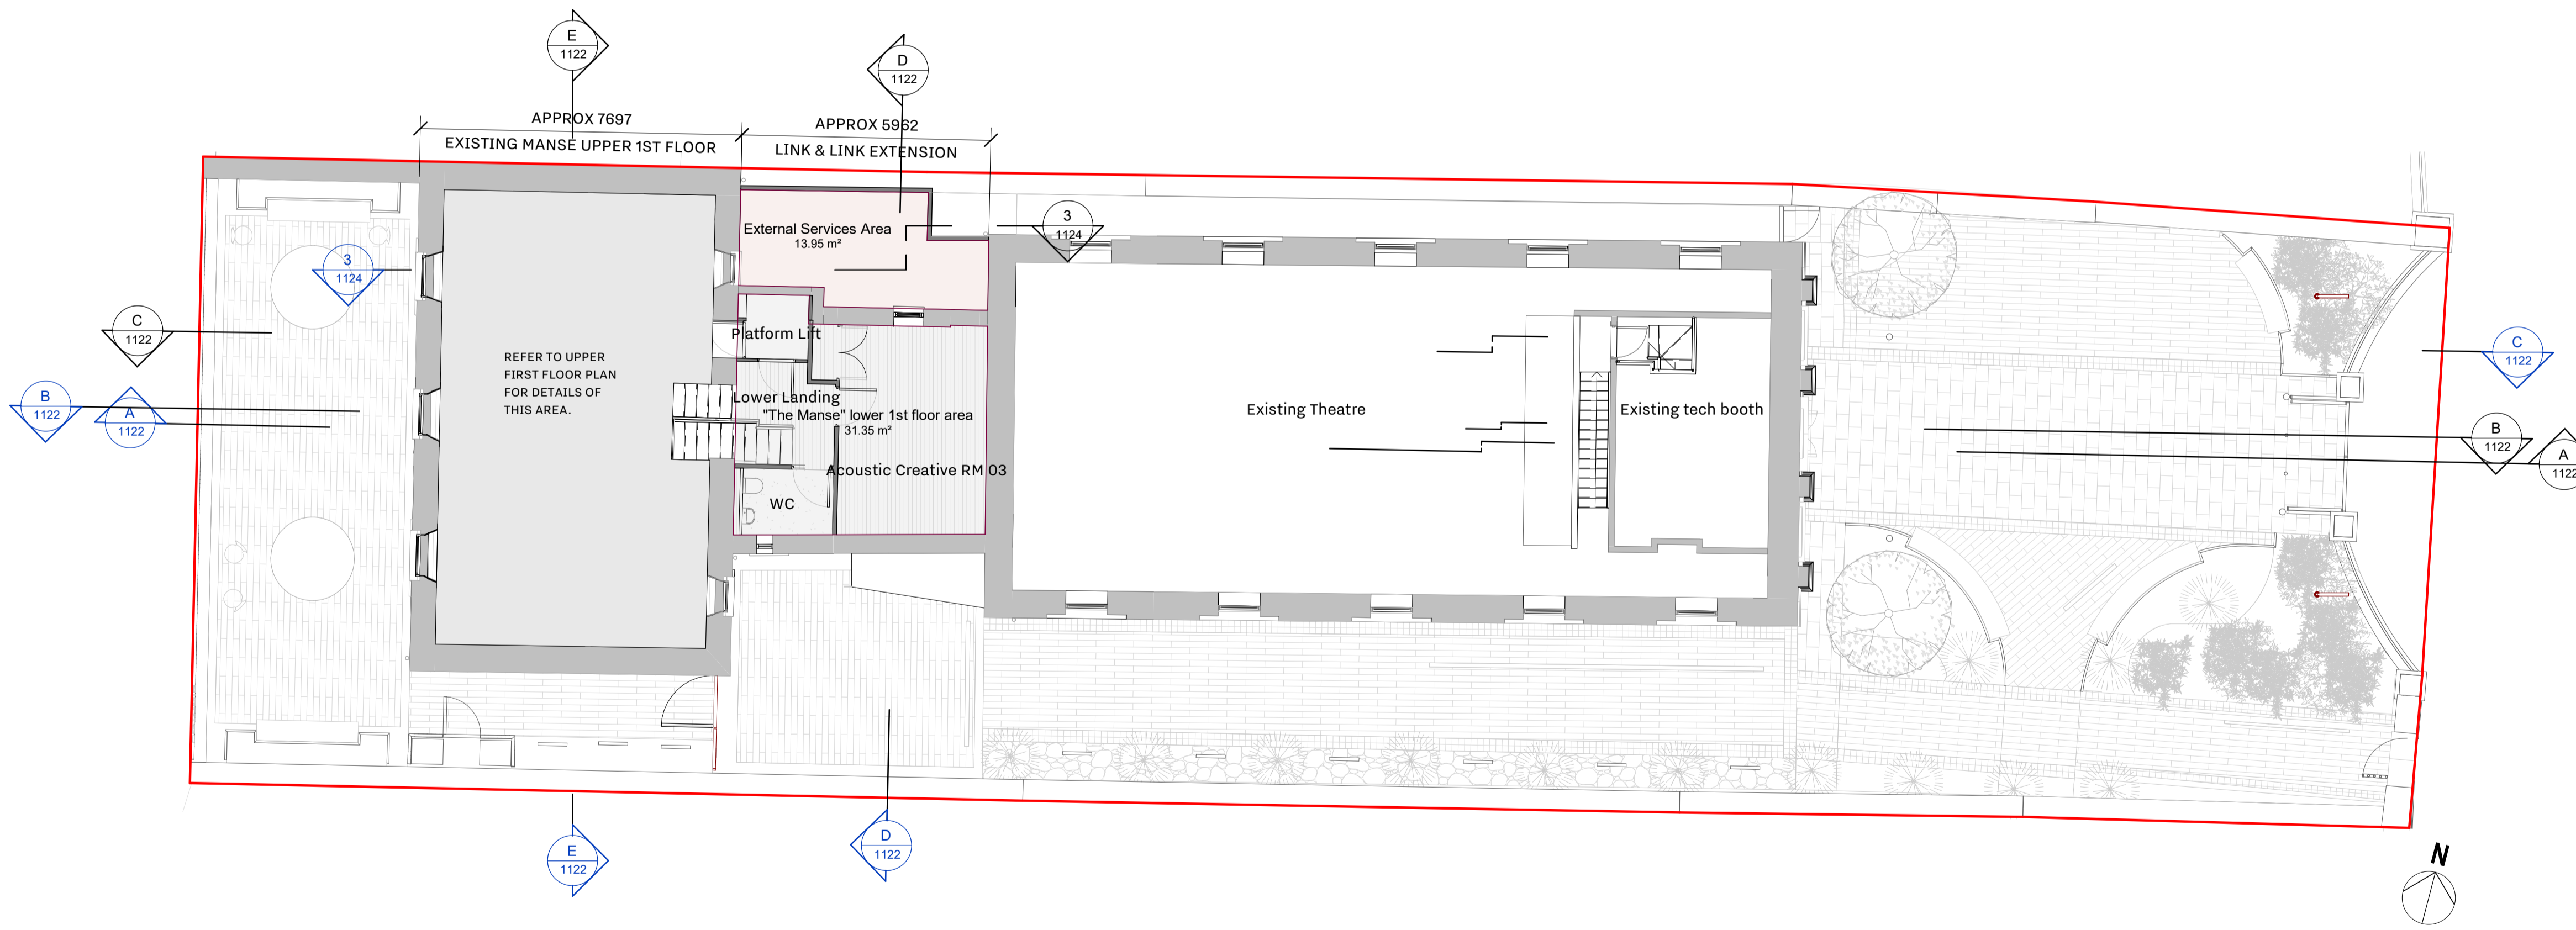 E
1122
D
1122
APPROX 7697
APPROX 5962
EXISTING MANSE UPPER 1ST FLOOR
LINK & LINK EXTENSION
External Services Area
13.95 m²
3
1124
3
1124
C
1122
Platform Lift
REFER TO UPPER
FIRST FLOOR PLAN
FOR DETAILS OF
THIS AREA.
C
1122
B
1122
A
1122
Lower Landing
"The Manse" lower 1st floor area
31.35 m²
Existing Theatre
Existing tech booth
B
1122
A
1122
Acoustic Creative RM 03
WC
E
1122
D
1122
N